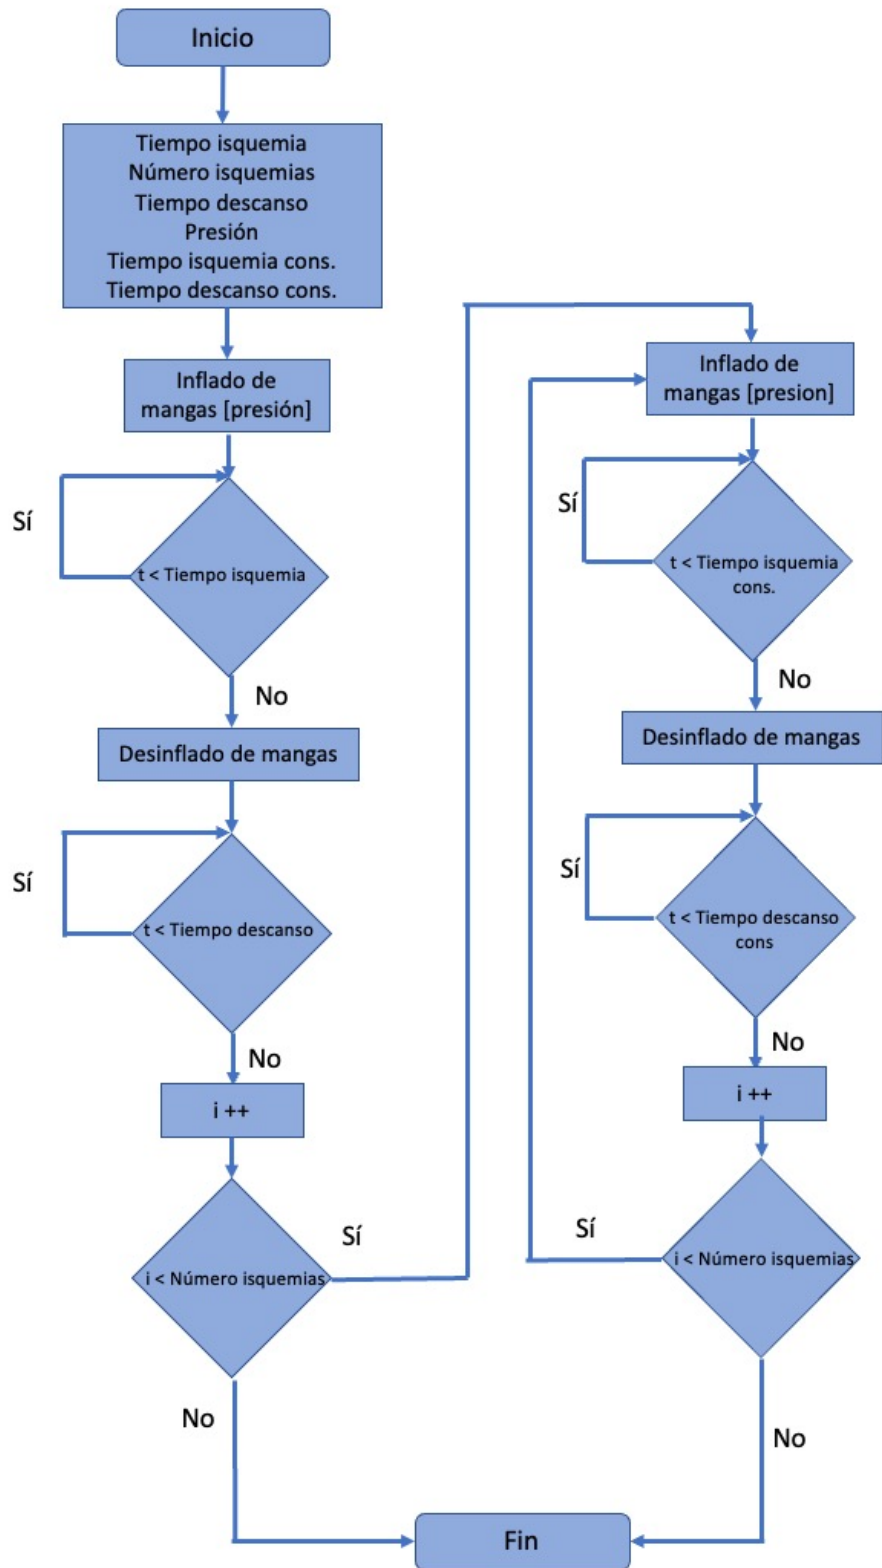 Inicio
Tiempo isquemia
Número isquemias
Tiempo descanso
Presión
Tiempo isquemia cons.
Tiempo descanso cons.
Inflado de
mangas [presión]
Sí
t < Tiempo isquemia
No
Desinflado de mangas
Sí
t < Tiempo descanso
No
i ++
i < Número isquemias
Sí
No
Inflado de
mangas [presion]
Sí
t < Tiempo isquemia
cons.
No
Desinflado de mangas
Sí
t < Tiempo descanso
cons
No
i ++
Sí
i < Número isquemias
No
Fin